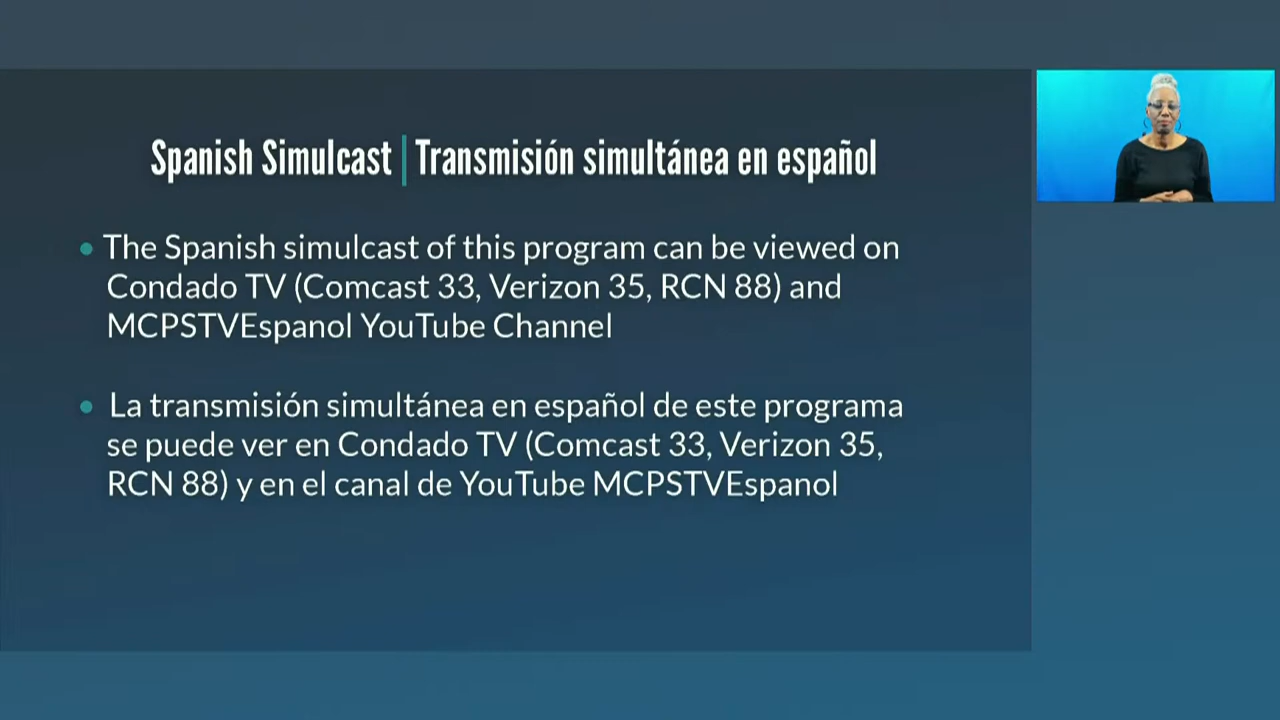 Spanish Simulcast | Transmisión simultánea en español
• The Spanish simulcast of this program can be viewed on
Condado TV (Comcast 33, Verizon 35, RCN 88) and
MCPSTVEspanol YouTube Channel
• La transmisión simultánea en español de este programa
se puede ver en Condado TV (Comcast 33, Verizon 35,
RCN 88) y en el canal de YouTube MCPSTVEspanol